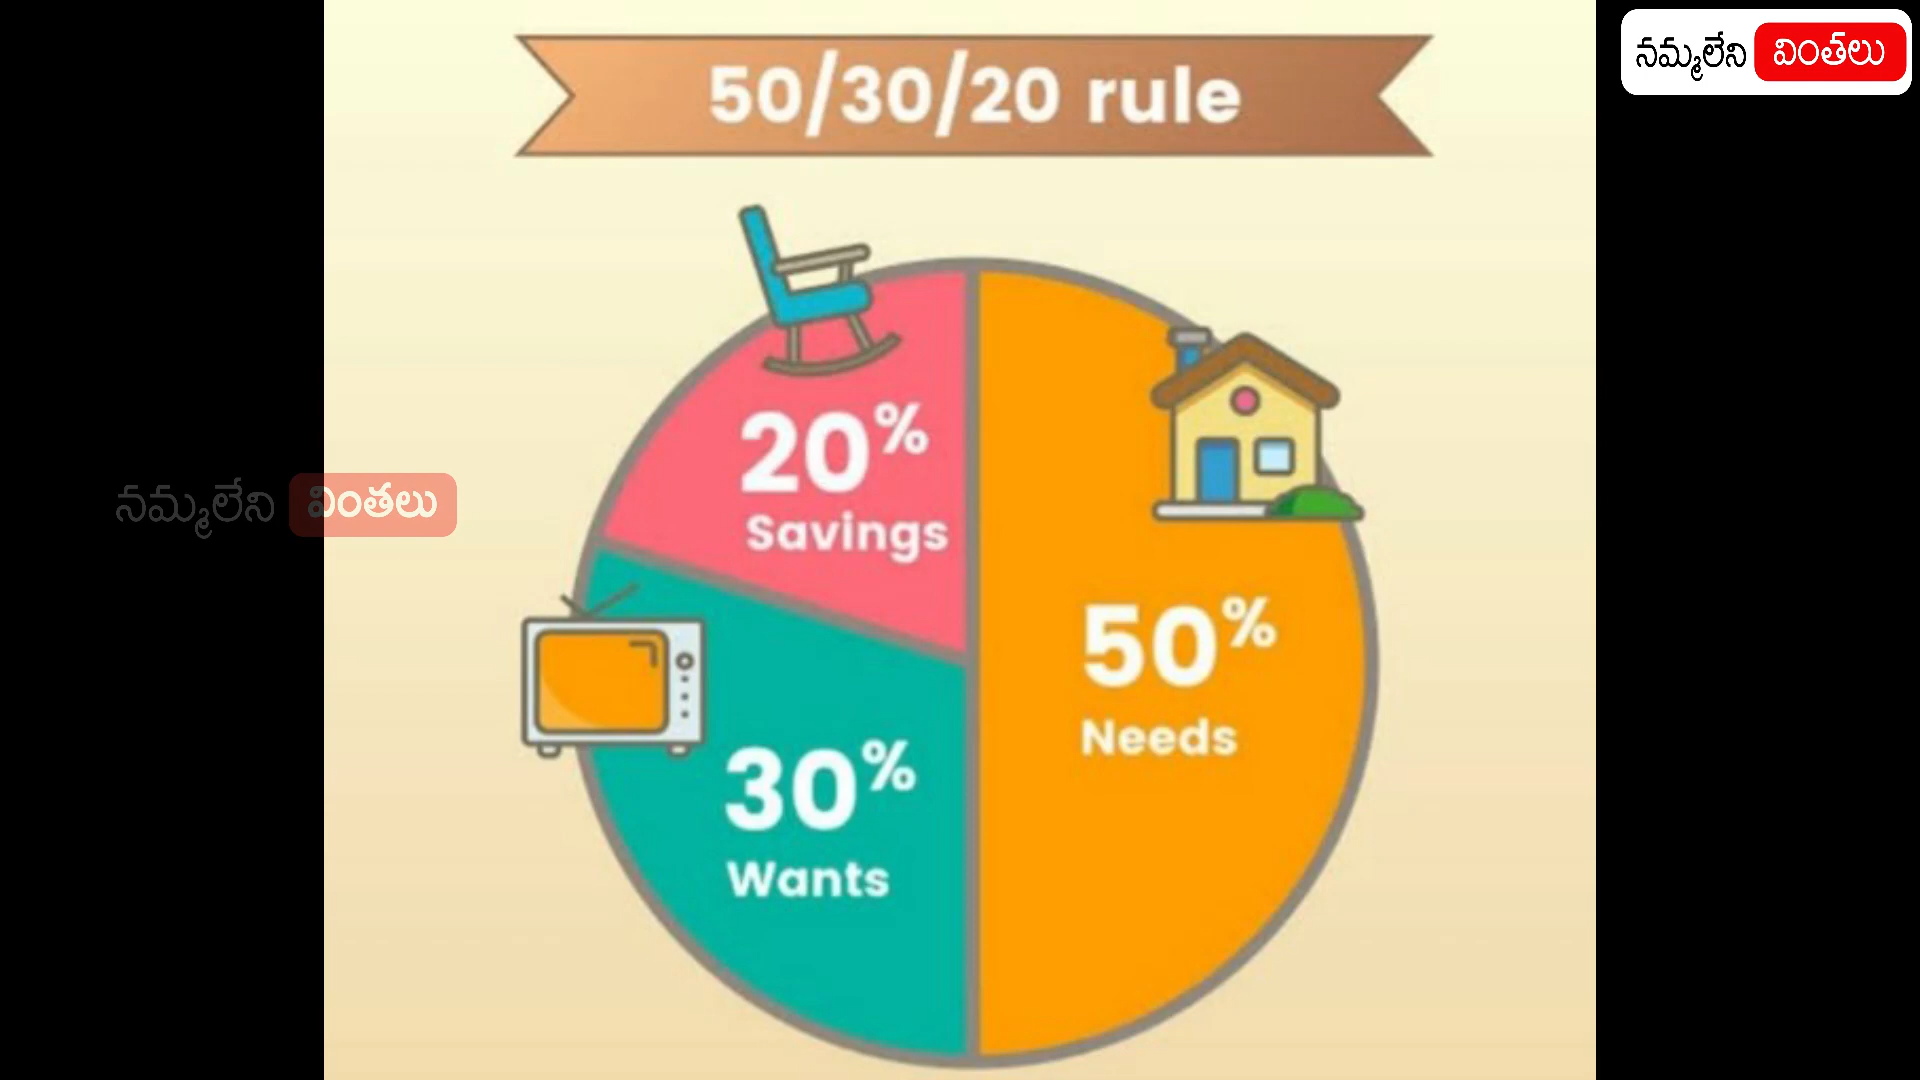 50/30/20 rule
నమ్మలేని వింతలు
20%
Savings
నమ్మలేని వింతలు
50%
Needs
30%
Wants